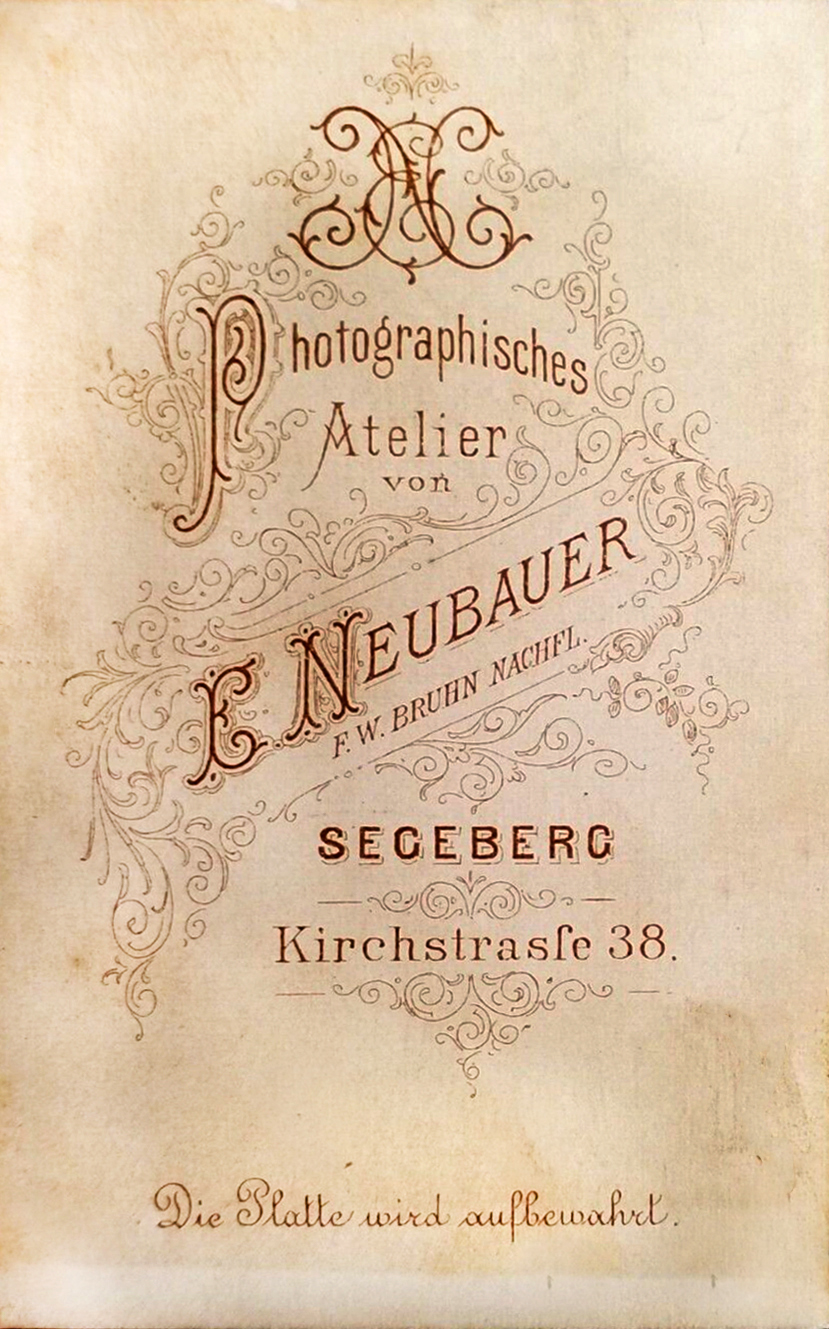 Photographisches
Atelier
von
E. NEUBAUER
F. W. BRUHN NACHFL.
SEGEBERG
Kirchstrasſe 38.
Die Platte wird aufbewahrt.